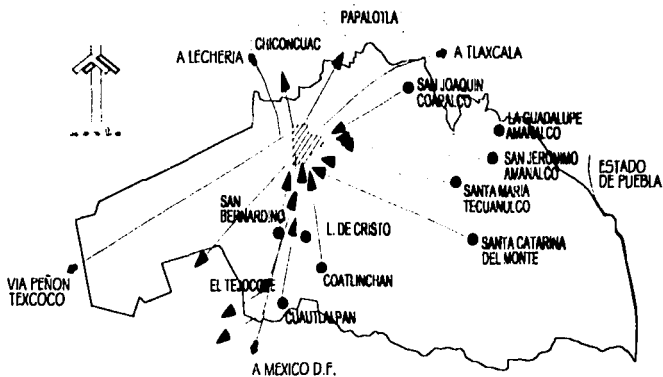 PAPALOTLA
CHICONCUAC
A LECHERIA
A TLAXCALA
SAN JOAQUIN
COAPALCO
LA GUADALUPE
AMANALCO
SAN JERONIMO
AMANALCO
ESTADO
DE PUEBLA
SANTA MARIA
TECUANULCO
SAN
BERNARDINO
L. DE CRISTO
SANTA CATARINA
DEL MONTE
VIA PEÑON
TEXCOCO
EL TEJOCOTE
COATLINCHAN
CUAUTLALPAN
A MEXICO D.F.